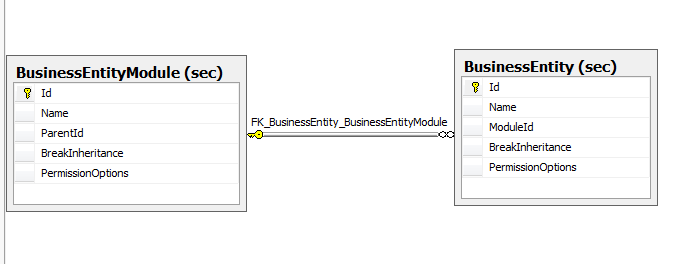 BusinessEntityModule (sec)
Id
Name
ParentId
BreakInheritance
PermissionOptions
FK_BusinessEntity_BusinessEntityModule
BusinessEntity (sec)
Id
Name
ModuleId
BreakInheritance
PermissionOptions